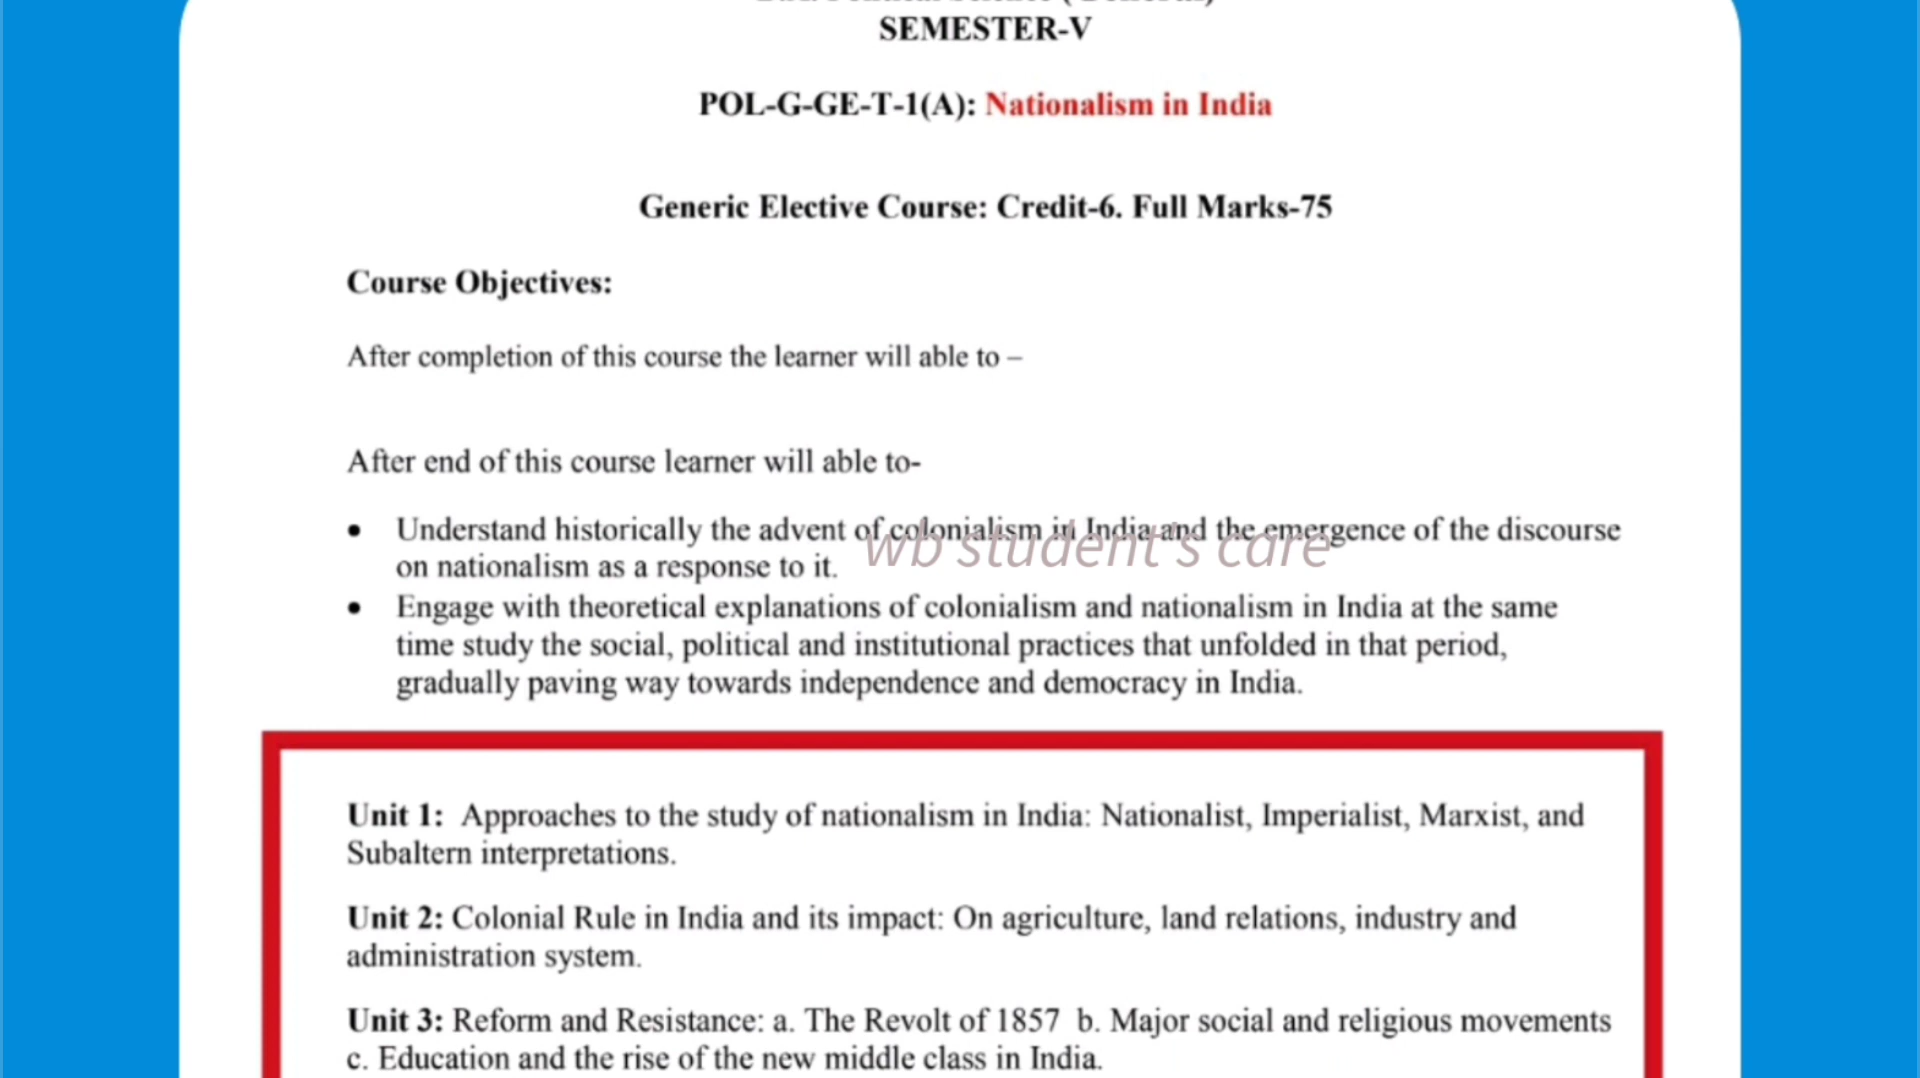 SEMESTER-V
POL-G-GE-T-1(A): Nationalism in India
Generic Elective Course: Credit-6. Full Marks-75
Course Objectives:
After completion of this course the learner will able to –
After end of this course learner will able to-
• Understand historically the advent of colonialism in India and the emergence of the discourse
on nationalism as a response to it.
wb student's care
• Engage with theoretical explanations of colonialism and nationalism in India at the same
time study the social, political and institutional practices that unfolded in that period,
gradually paving way towards independence and democracy in India.
Unit 1: Approaches to the study of nationalism in India: Nationalist, Imperialist, Marxist, and
Subaltern interpretations.
Unit 2: Colonial Rule in India and its impact: On agriculture, land relations, industry and
administration system.
Unit 3: Reform and Resistance: a. The Revolt of 1857 b. Major social and religious movements
c. Education and the rise of the new middle class in India.